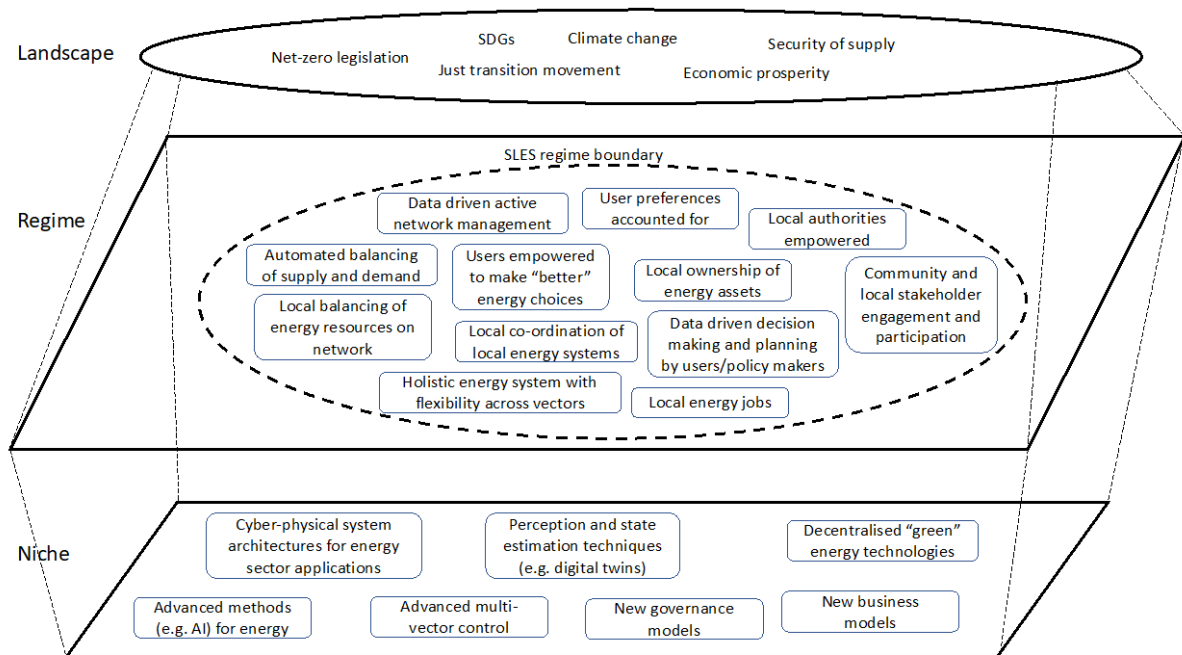 Landscape
SDGs
Climate change
Security of supply
Net-zero legislation
Just transition movement
Economic prosperity
SLES regime boundary
Regime
Data driven active
network management
User preferences
accounted for
Local authorities
empowered
Automated balancing
of supply and demand
Users empowered
to make “better”
energy choices
Local ownership of
energy assets
Community and
local stakeholder
engagement and
participation
Local balancing of
energy resources on
network
Local co-ordination of
local energy systems
Data driven decision
making and planning
by users/policy makers
Holistic energy system with
flexibility across vectors
Local energy jobs
Niche
Cyber-physical system
architectures for energy
sector applications
Perception and state
estimation techniques
(e.g. digital twins)
Decentralised “green”
energy technologies
Advanced methods
(e.g. AI) for energy
Advanced multi-
vector control
New governance
models
New business
models